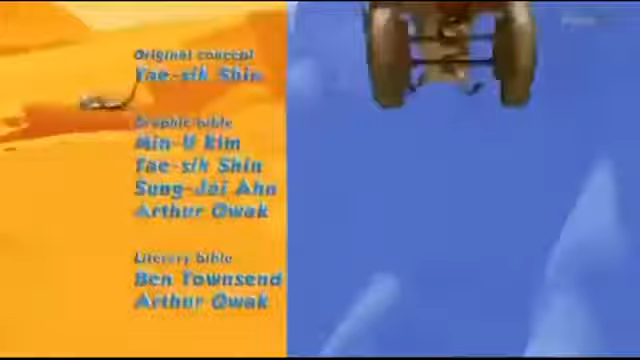 Original concept
Tae-sik Shin
Graphic bible
Min-U Kim
Tae-sik Shin
Sung-Jai Ahn
Arthur Qwak
Literary bible
Ben Townsend
Arthur Qwak